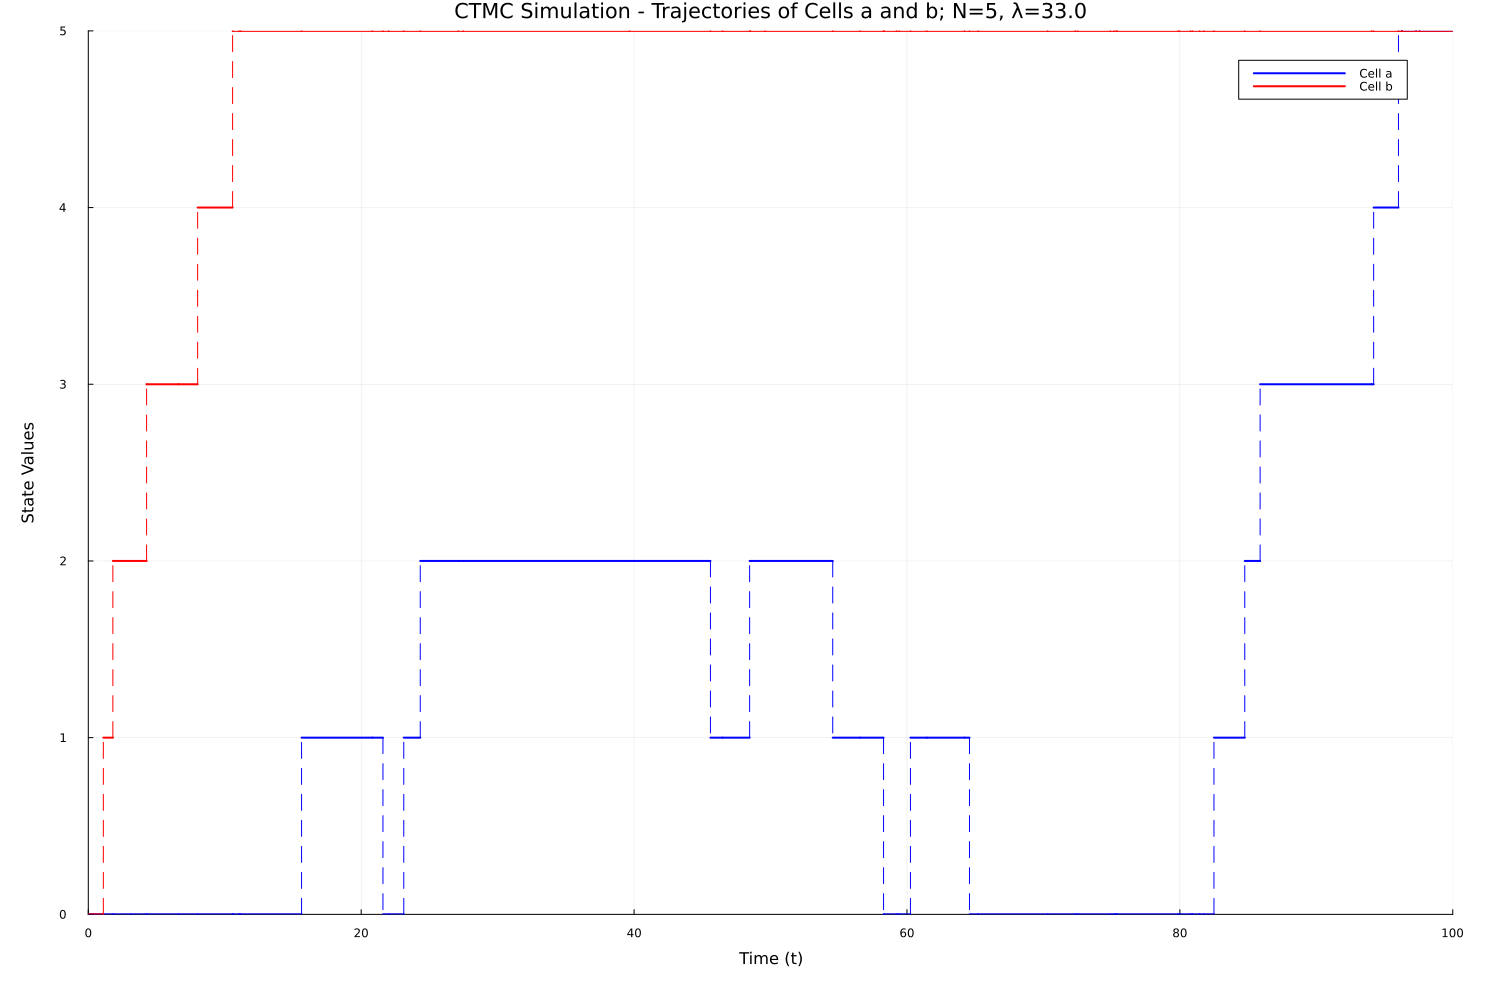 CTMC Simulation - Trajectories of Cells a and b; N=5, λ=33.0
5
Cell a
Cell b
4
3
State Values
2
1
0
0 20 40 60 80 100
Time (t)